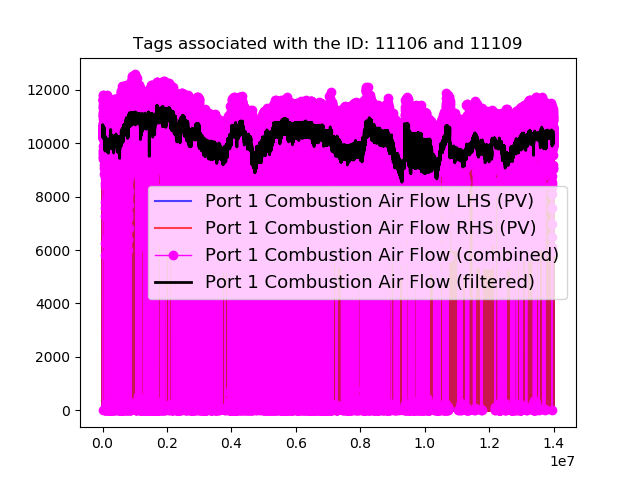 Tags associated with the ID: 11106 and 11109
12000
10000
8000
6000
4000
2000
0
Port 1 Combustion Air Flow LHS (PV)
Port 1 Combustion Air Flow RHS (PV)
Port 1 Combustion Air Flow (combined)
Port 1 Combustion Air Flow (filtered)
0.0 0.2 0.4 0.6 0.8 1.0 1.2 1.4
1e7